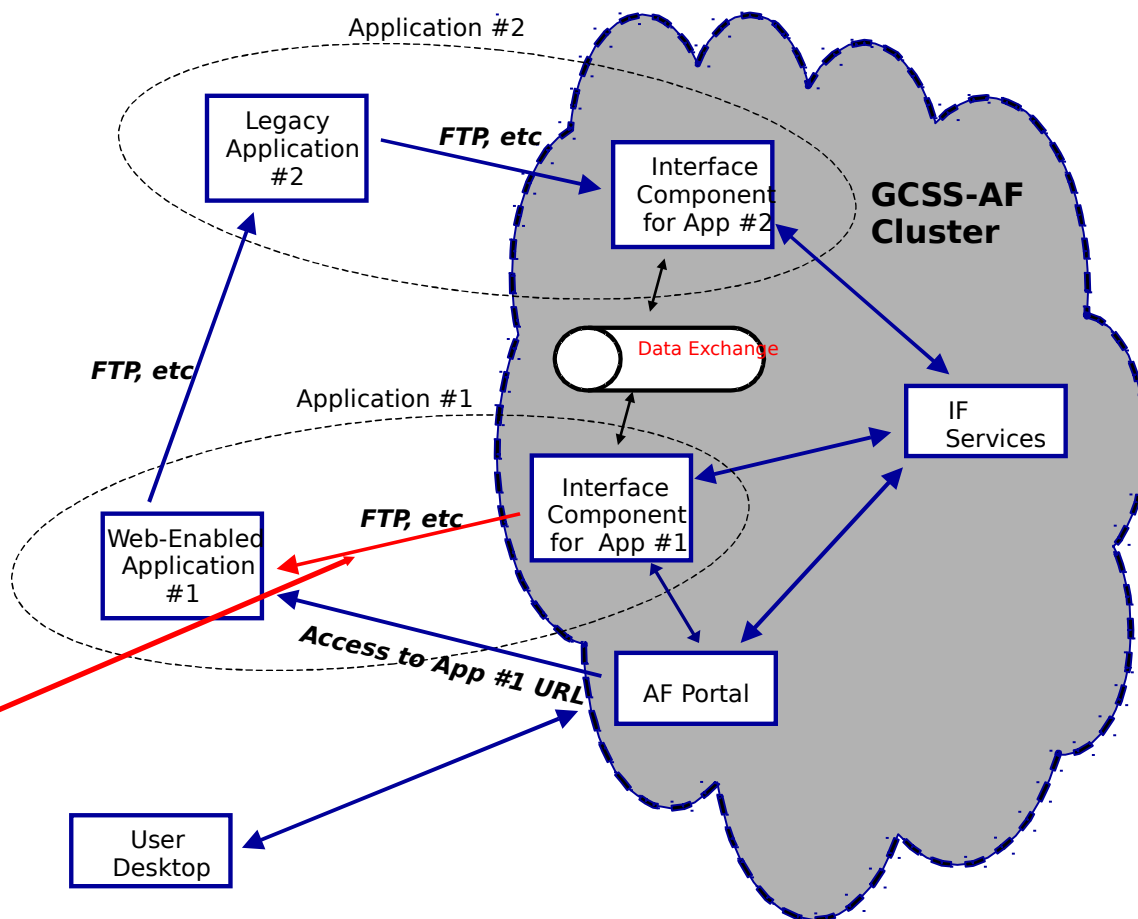 Application #2
Legacy
Application
#2
FTP, etc
Interface
Component
for App #2
GCSS-AF
Cluster
Data Exchange
FTP, etc
Application #1
IF
Services
Interface
Component
for App #1
FTP, etc
Web-Enabled
Application
#1
Access to App #1 URL
AF Portal
User
Desktop